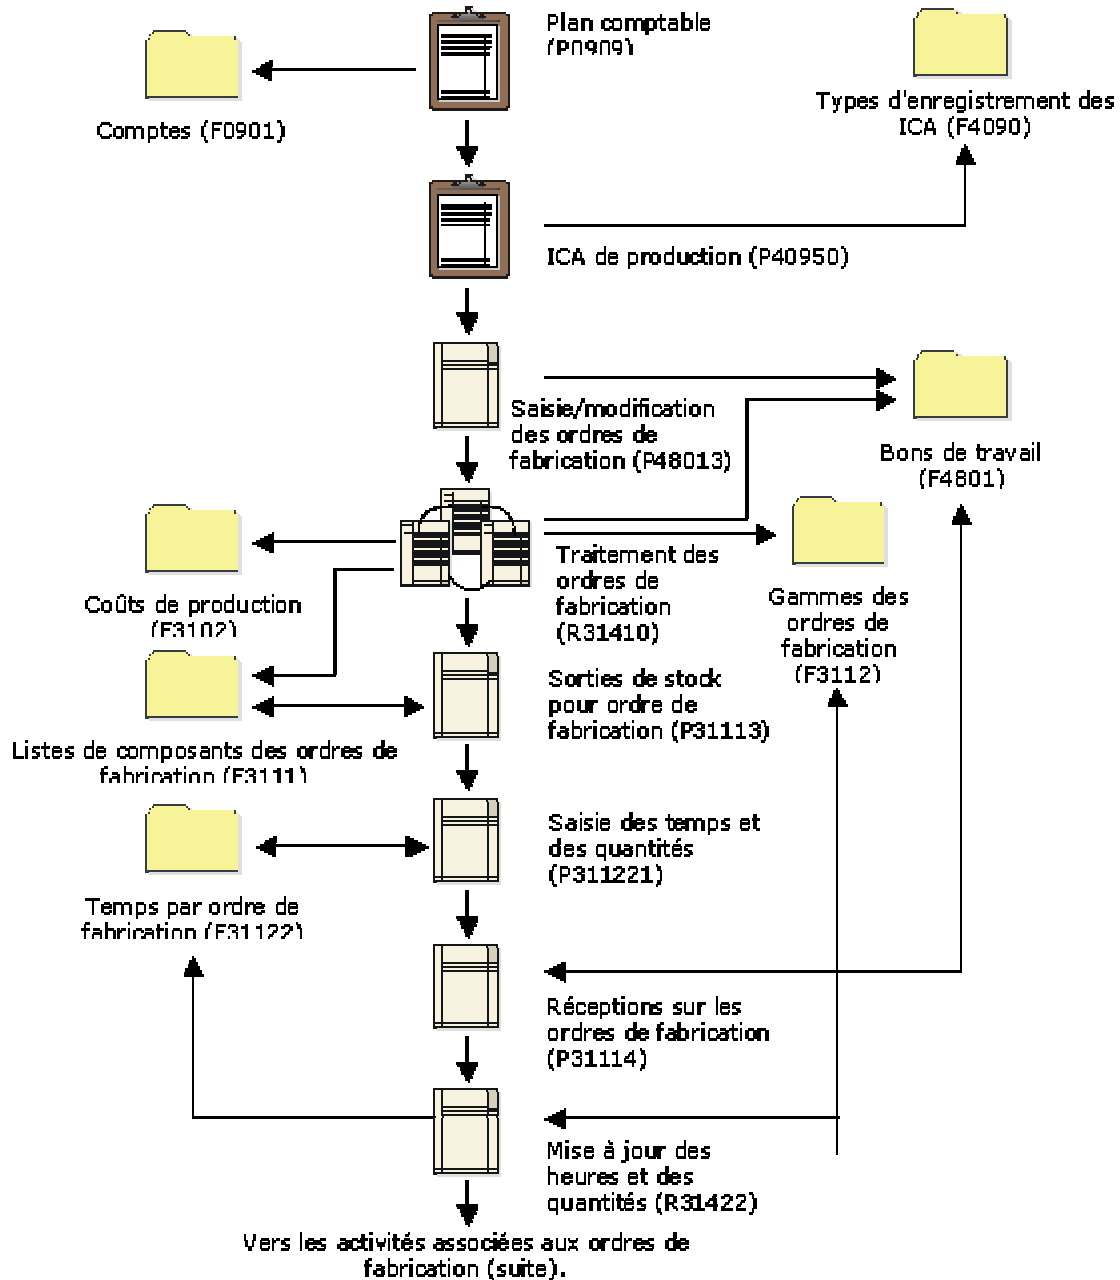 Plan comptable
(P0909)
Comptes (F0901)
Types d'enregistrement des
ICA (F4090)
ICA de production (P40950)
Saisie/modification
des ordres de
fabrication (P48013)
Bons de travail
(F4801)
Coûts de production
(F3102)
Traitement des
ordres de
fabrication
(R31410)
Gammes des
ordres de
fabrication
(F3112)
Listes de composants des ordres de
fabrication (F3111)
Sorties de stock
pour ordre de
fabrication (P31113)
Temps par ordre de
fabrication (F31122)
Saisie des temps et
des quantités
(P311221)
Réceptions sur les
ordres de fabrication
(P31114)
Mise à jour des
heures et des
quantités (R31422)
Vers les activités associées aux ordres de
fabrication (suite).